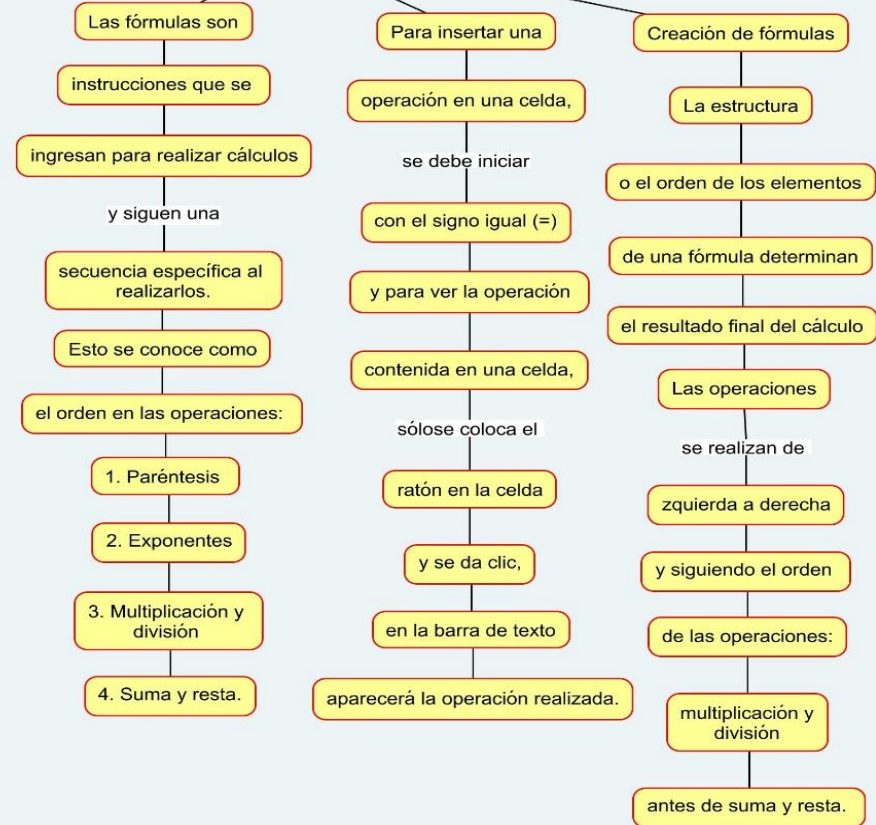 Las fórmulas son
instrucciones que se
ingresan para realizar cálculos
y siguen una
secuencia específica al
realizarlos.
Esto se conoce como
el orden en las operaciones:
1. Paréntesis
2. Exponentes
3. Multiplicación y
división
4. Suma y resta.
Para insertar una
operación en una celda,
se debe iniciar
con el signo igual (=)
y para ver la operación
contenida en una celda,
sólose coloca el
ratón en la celda
y se da clic,
en la barra de texto
aparecerá la operación realizada.
Creación de fórmulas
La estructura
o el orden de los elementos
de una fórmula determinan
el resultado final del cálculo
Las operaciones
se realizan de
zquierda a derecha
y siguiendo el orden
de las operaciones:
multiplicación y
división
antes de suma y resta.